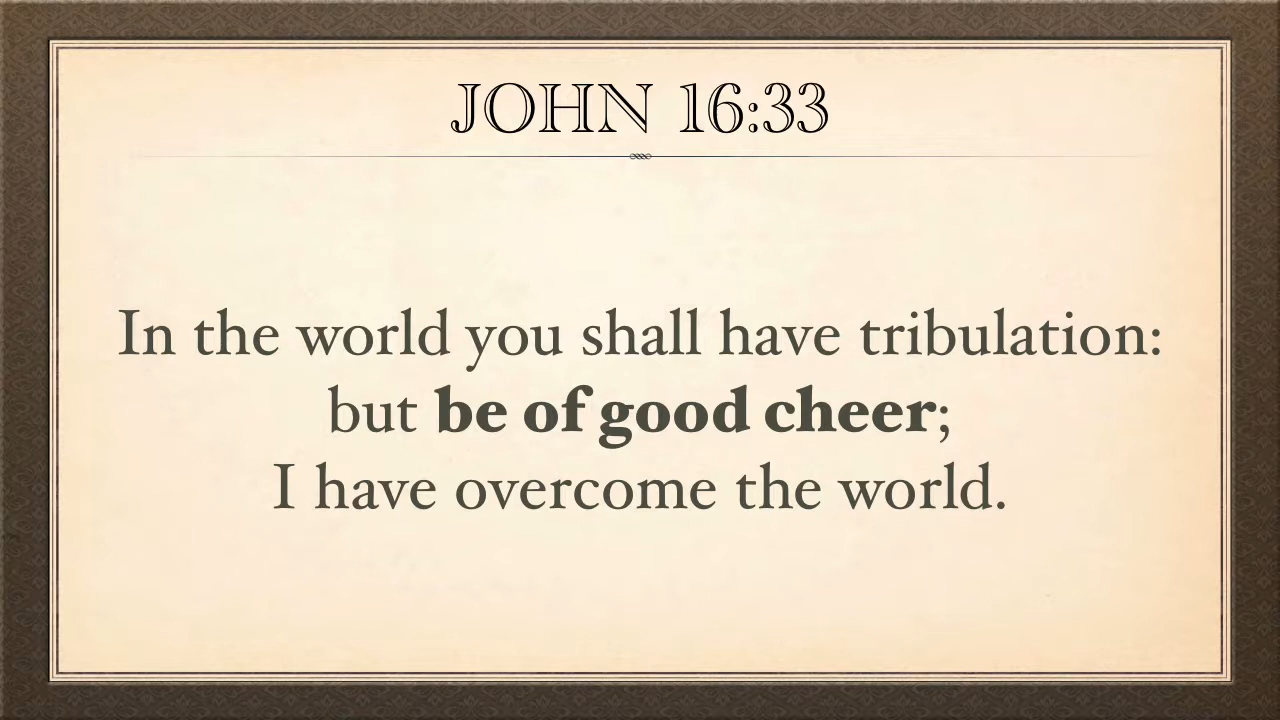 JOHN 16:33
In the world you shall have tribulation:
but be of good cheer;
I have overcome the world.